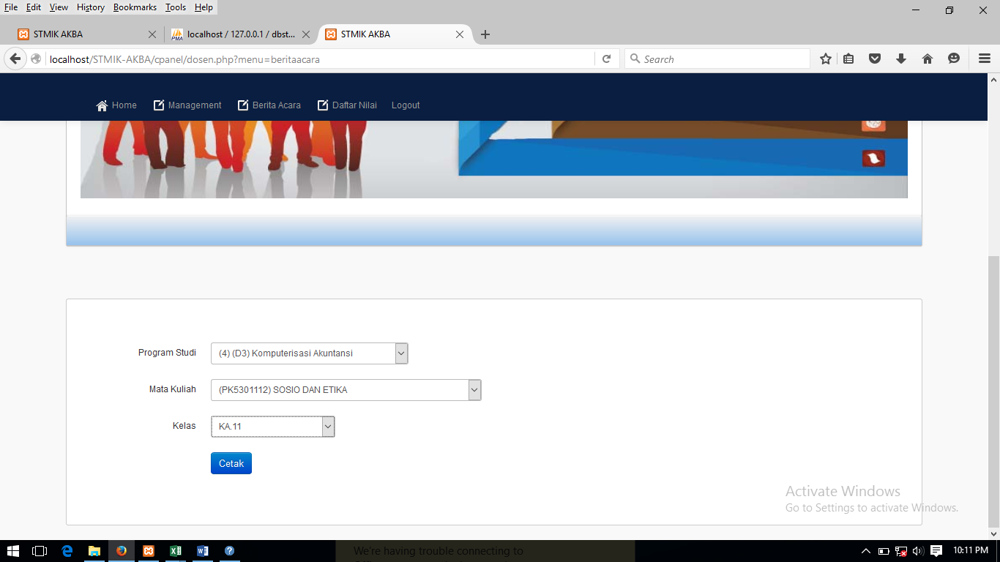 File Edit View History Bookmarks Tools Help
STMIK AKBA
PMA localhost / 127.0.0.1 / dbst...
STMIK AKBA
localhost/STMIK-AKBA/cpanel/dosen.php?menu=beritaacara
Search
Home Management Berita Acara Daftar Nilai Logout
Program Studi (4) (D3) Komputerisasi Akuntansi
Mata Kuliah (PK5301112) SOSIO DAN ETIKA
Kelas KA.11
Cetak
Activate Windows
Go to Settings to activate Windows.
We're having trouble connecting to
10:11 PM